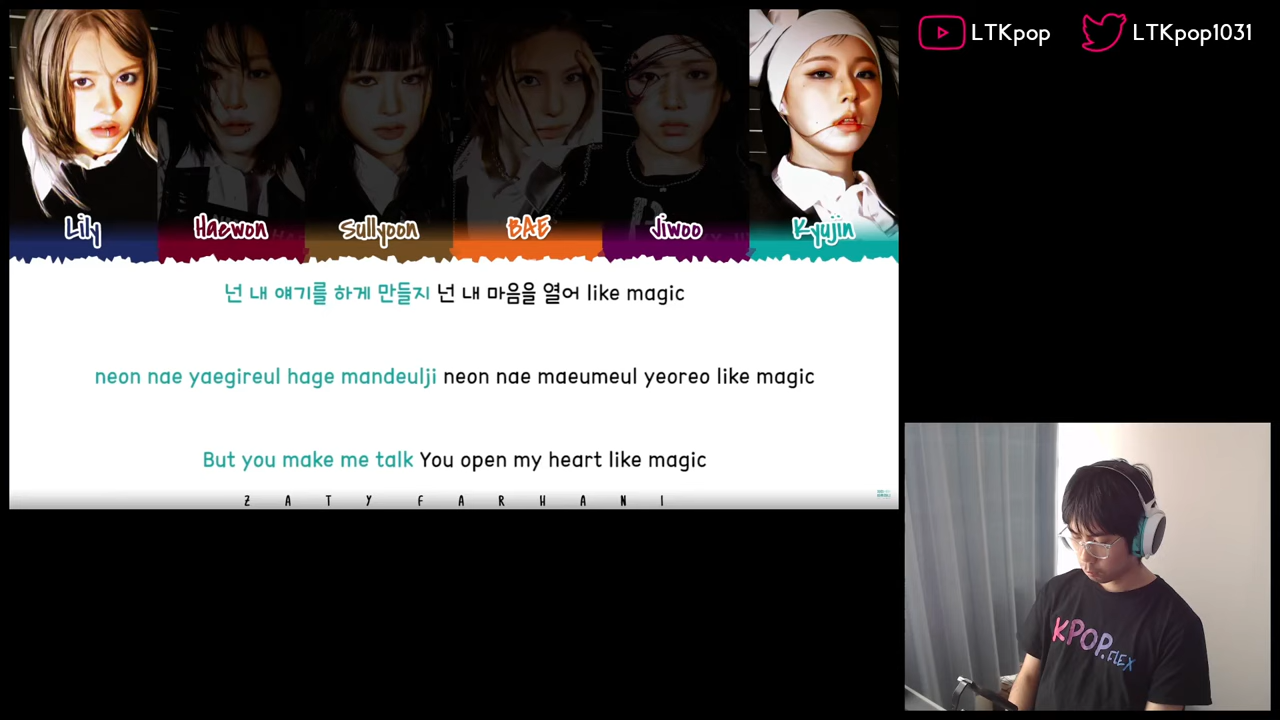 LTKpop
LTKpop1031
Lily
Haewon
Sullyoon
BAE
Jiwoo
Kyujin
넌 내 얘기를 하게 만들지 넌 내 마음을 열어 like magic
neon nae yaegireul hage mandeulji neon nae maeumeul yeoreo like magic
But you make me talk You open my heart like magic
ZATY FARHANI
KPOP.FLEX